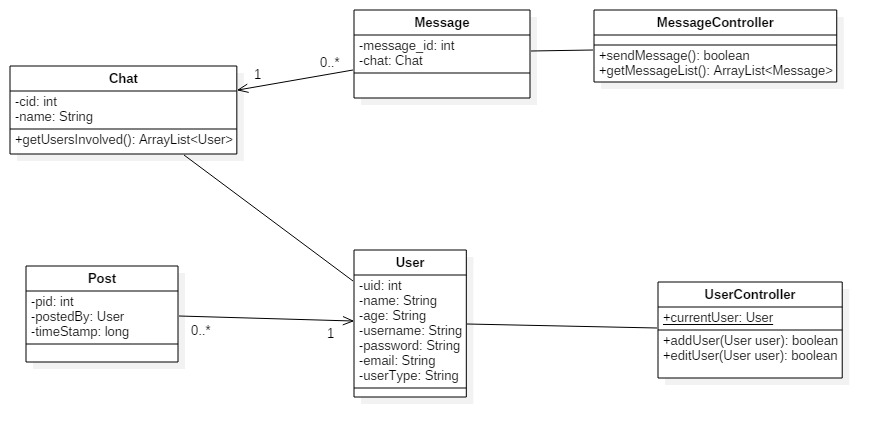 Message
-message_id: int
-chat: Chat
MessageController
+sendMessage(): boolean
+getMessageList(): ArrayList<Message>
0..*
1
Chat
-cid: int
-name: String
+getUsersInvolved(): ArrayList<User>
Post
-pid: int
-postedBy: User
-timeStamp: long
0..*
1
User
-uid: int
-name: String
-age: String
-username: String
-password: String
-email: String
-userType: String
UserController
+currentUser: User
+addUser(User user): boolean
+editUser(User user): boolean